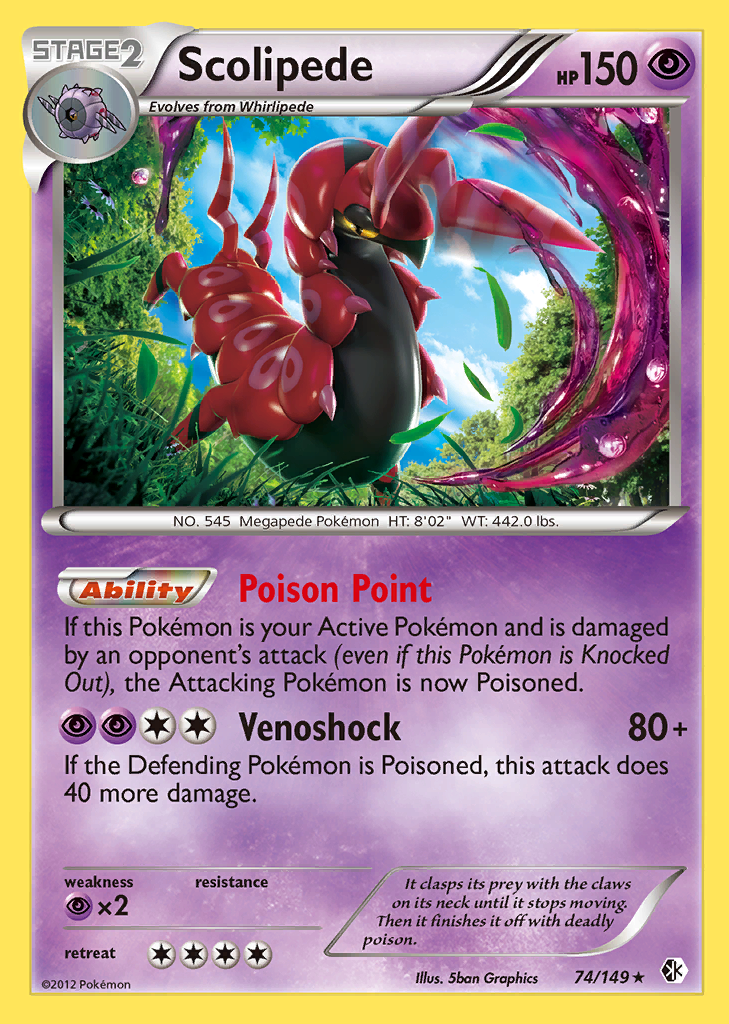 STAGE2
Scolipede
HP150
Evolves from Whirlipede
NO. 545 Megapede Pokémon HT: 8'02" WT: 442.0 lbs.
Ability Poison Point
If this Pokémon is your Active Pokémon and is damaged
by an opponent's attack (even if this Pokémon is Knocked
Out), the Attacking Pokémon is now Poisoned.
Venoshock 80+
If the Defending Pokémon is Poisoned, this attack does
40 more damage.
weakness resistance
×2
retreat
It clasps its prey with the claws
on its neck until it stops moving.
Then it finishes it off with deadly
poison.
©2012 Pokémon
Illus. 5ban Graphics 74/149 ★